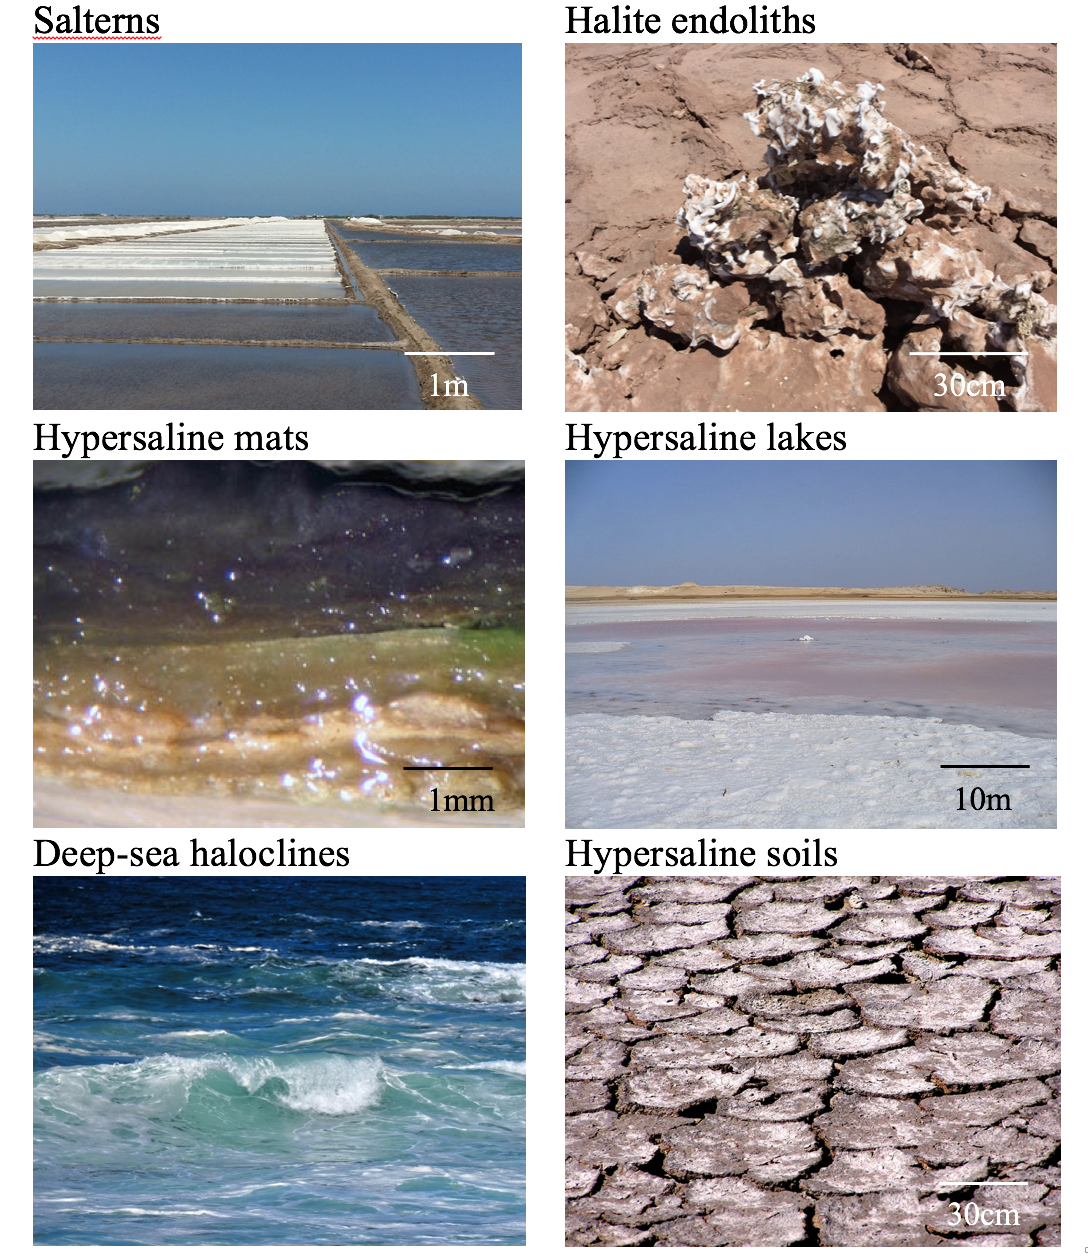 Salterns
Halite endoliths
1m
30cm
Hypersaline mats
Hypersaline lakes
1mm
10m
Deep-sea haloclines
Hypersaline soils
30cm